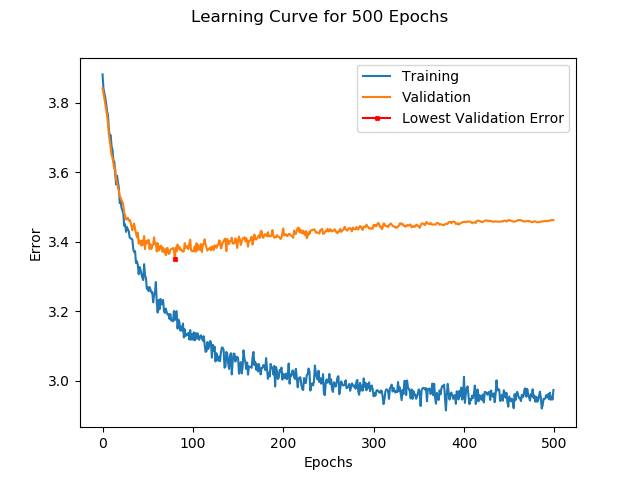 Learning Curve for 500 Epochs
Training
Validation
Lowest Validation Error
3.8
3.6
3.4
3.2
3.0
Error
0 100 200 300 400 500
Epochs